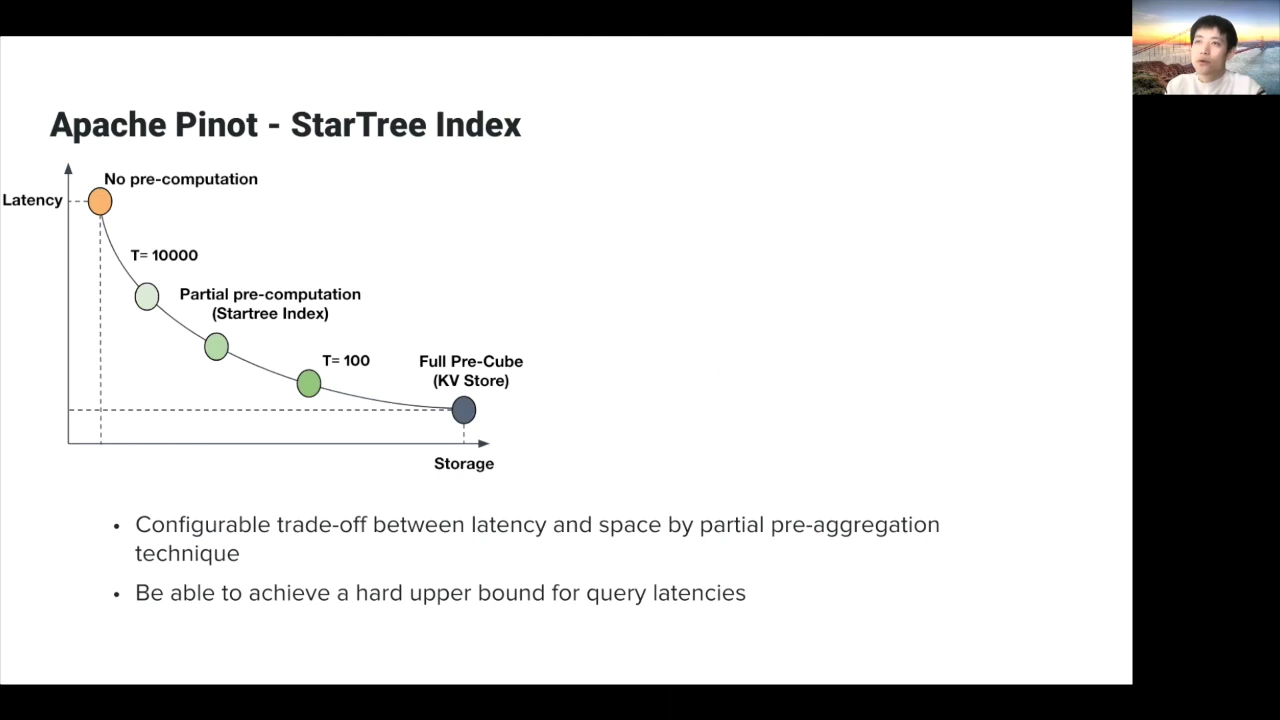 Apache Pinot - StarTree Index
No pre-computation
Latency
T= 10000
Partial pre-computation
(Startree Index)
T= 100
Full Pre-Cube
(KV Store)
Storage
• Configurable trade-off between latency and space by partial pre-aggregation
technique
• Be able to achieve a hard upper bound for query latencies